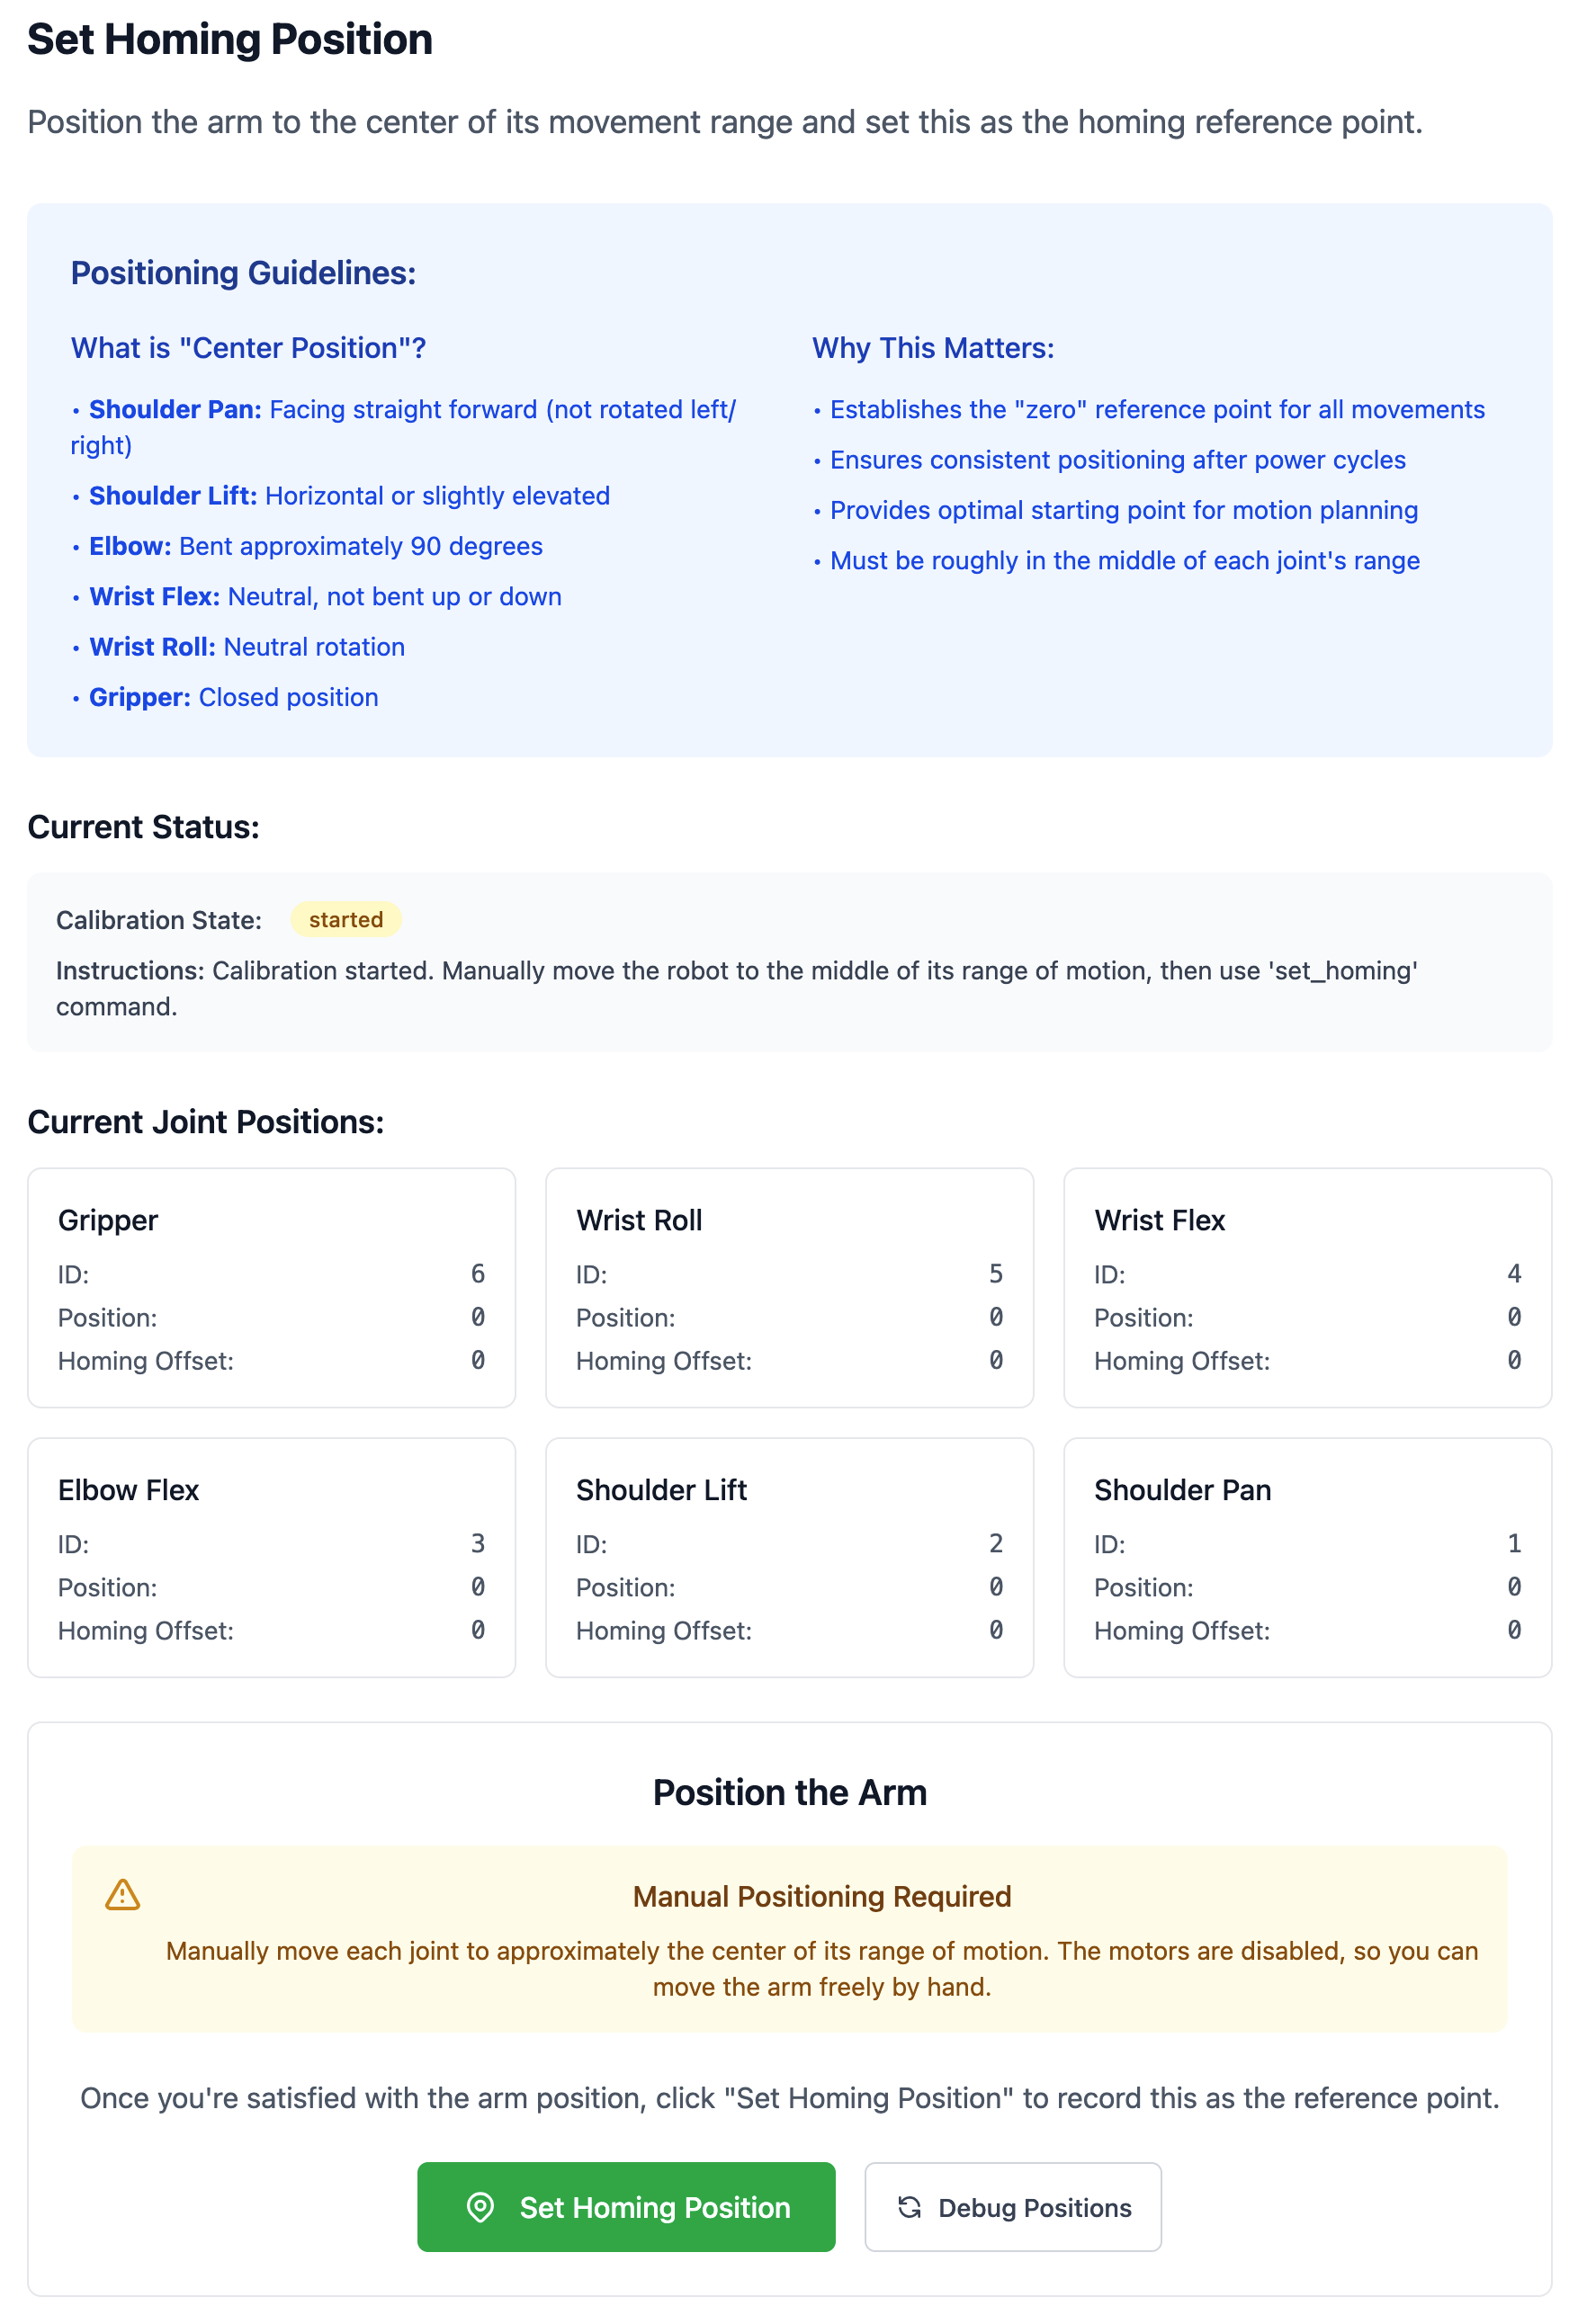 Set Homing Position
Position the arm to the center of its movement range and set this as the homing reference point.
Positioning Guidelines:
What is "Center Position"?
• Shoulder Pan: Facing straight forward (not rotated left/
right)
• Shoulder Lift: Horizontal or slightly elevated
• Elbow: Bent approximately 90 degrees
• Wrist Flex: Neutral, not bent up or down
• Wrist Roll: Neutral rotation
• Gripper: Closed position
Why This Matters:
• Establishes the "zero" reference point for all movements
• Ensures consistent positioning after power cycles
• Provides optimal starting point for motion planning
• Must be roughly in the middle of each joint's range
Current Status:
Calibration State: started
Instructions: Calibration started. Manually move the robot to the middle of its range of motion, then use 'set_homing'
command.
Current Joint Positions:
Gripper
ID: 6
Position: 0
Homing Offset: 0
Wrist Roll
ID: 5
Position: 0
Homing Offset: 0
Wrist Flex
ID: 4
Position: 0
Homing Offset: 0
Elbow Flex
ID: 3
Position: 0
Homing Offset: 0
Shoulder Lift
ID: 2
Position: 0
Homing Offset: 0
Shoulder Pan
ID: 1
Position: 0
Homing Offset: 0
Position the Arm
Manual Positioning Required
Manually move each joint to approximately the center of its range of motion. The motors are disabled, so you can
move the arm freely by hand.
Once you're satisfied with the arm position, click "Set Homing Position" to record this as the reference point.
Set Homing Position
Debug Positions